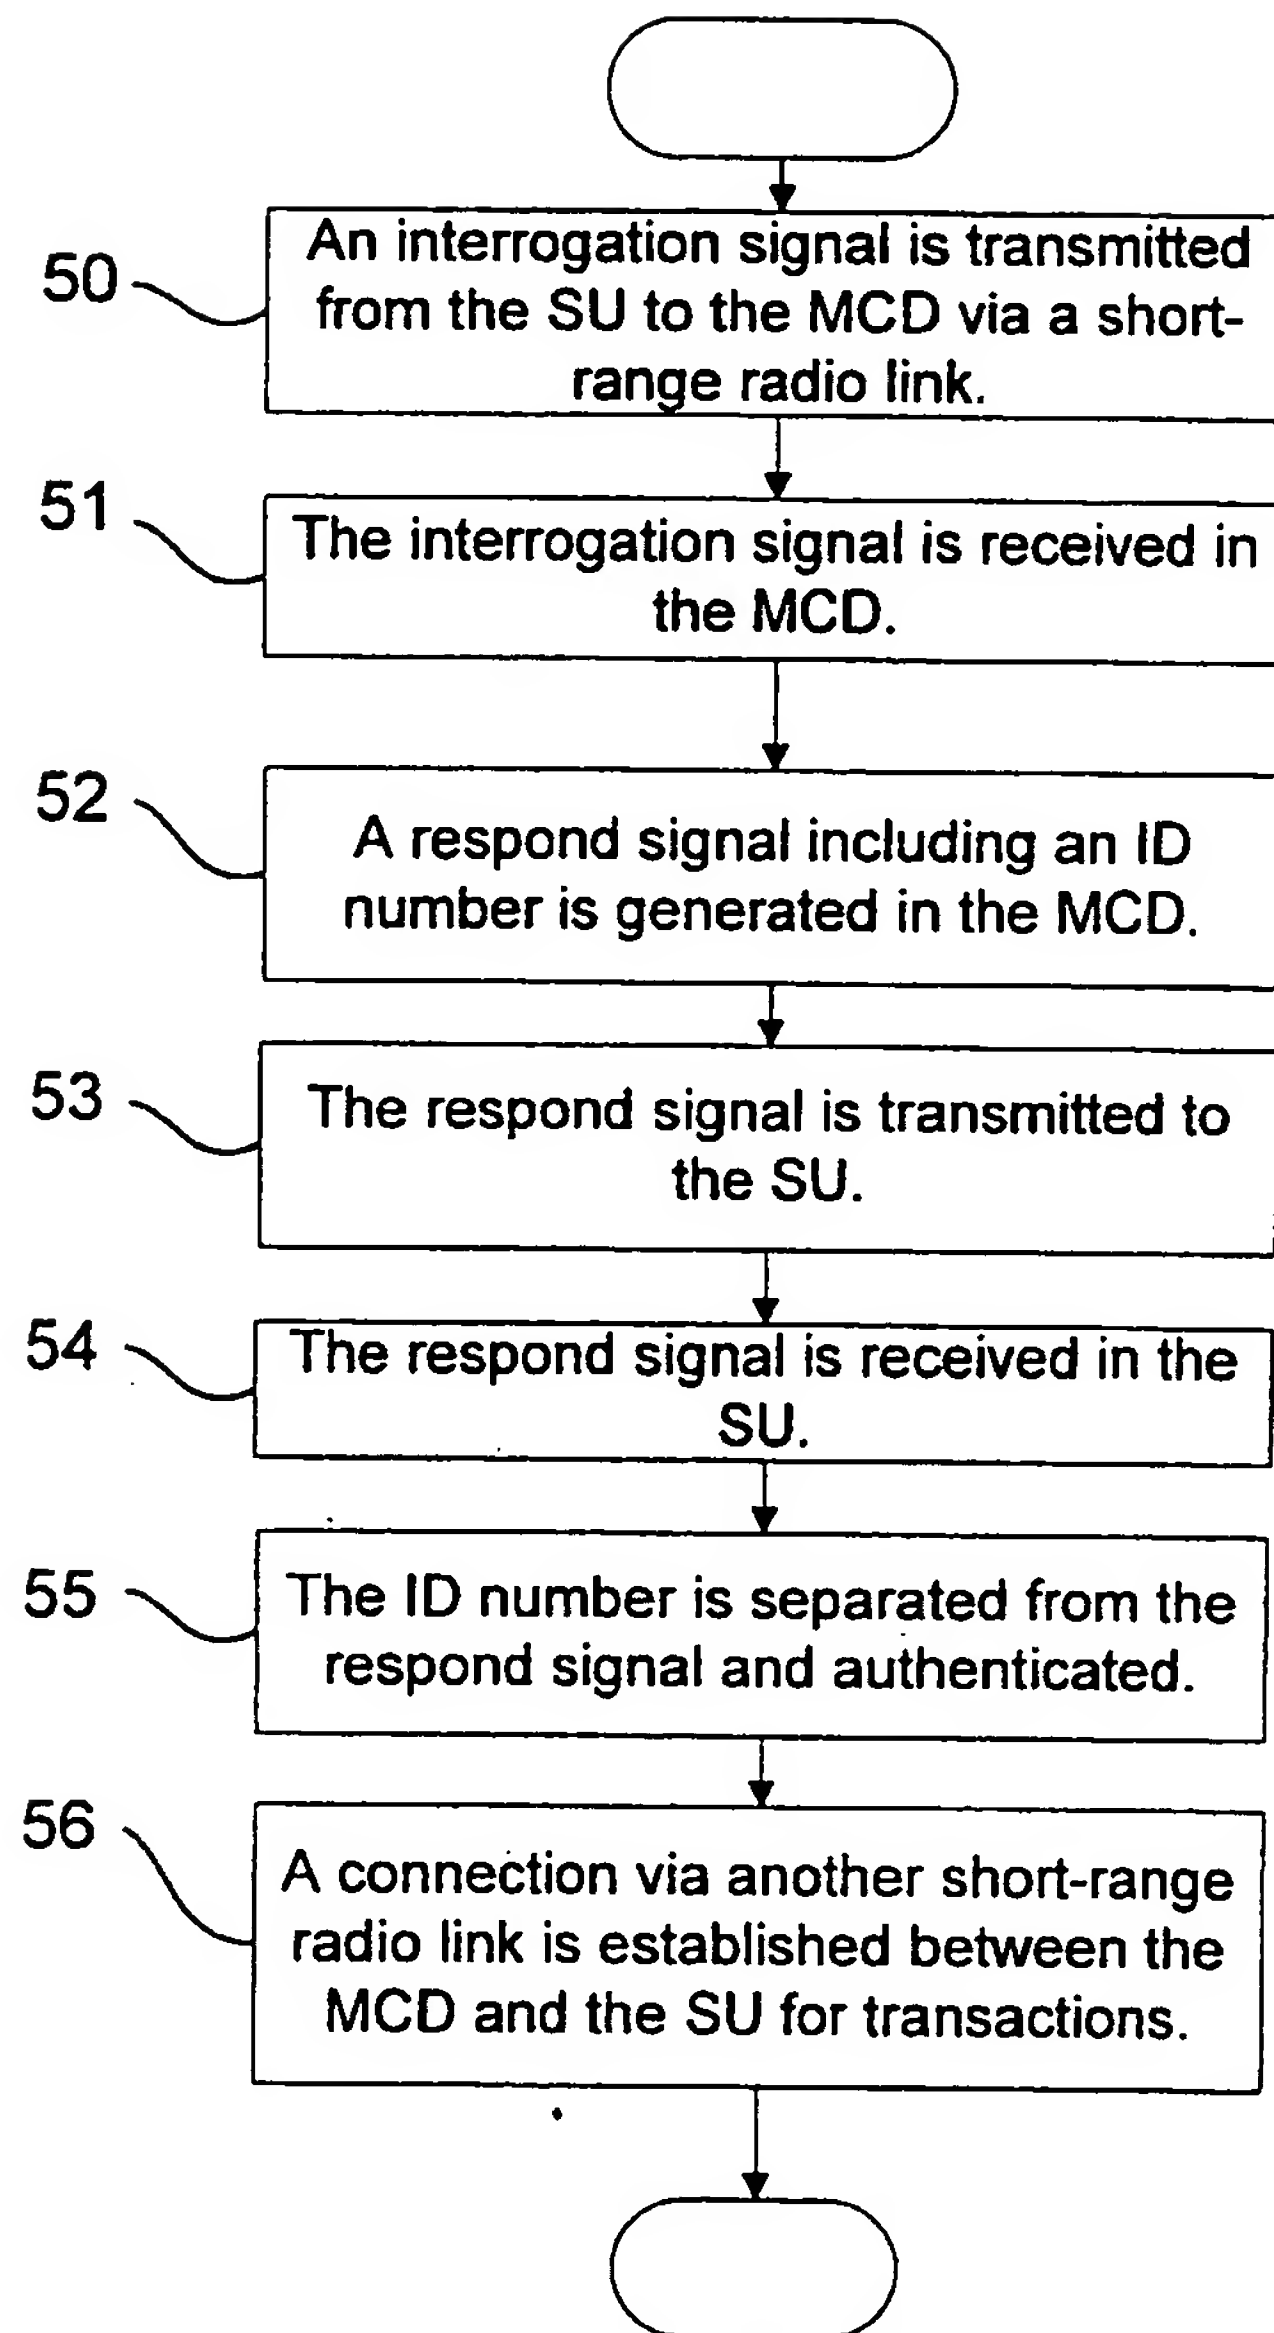 50
An interrogation signal is transmitted
from the SU to the MCD via a short-
range radio link.
51
The interrogation signal is received in
the MCD.
52
A respond signal including an ID
number is generated in the MCD.
53
The respond signal is transmitted to
the SU.
54
The respond signal is received in the
SU.
55
The ID number is separated from the
respond signal and authenticated.
56
A connection via another short-range
radio link is established between the
MCD and the SU for transactions.